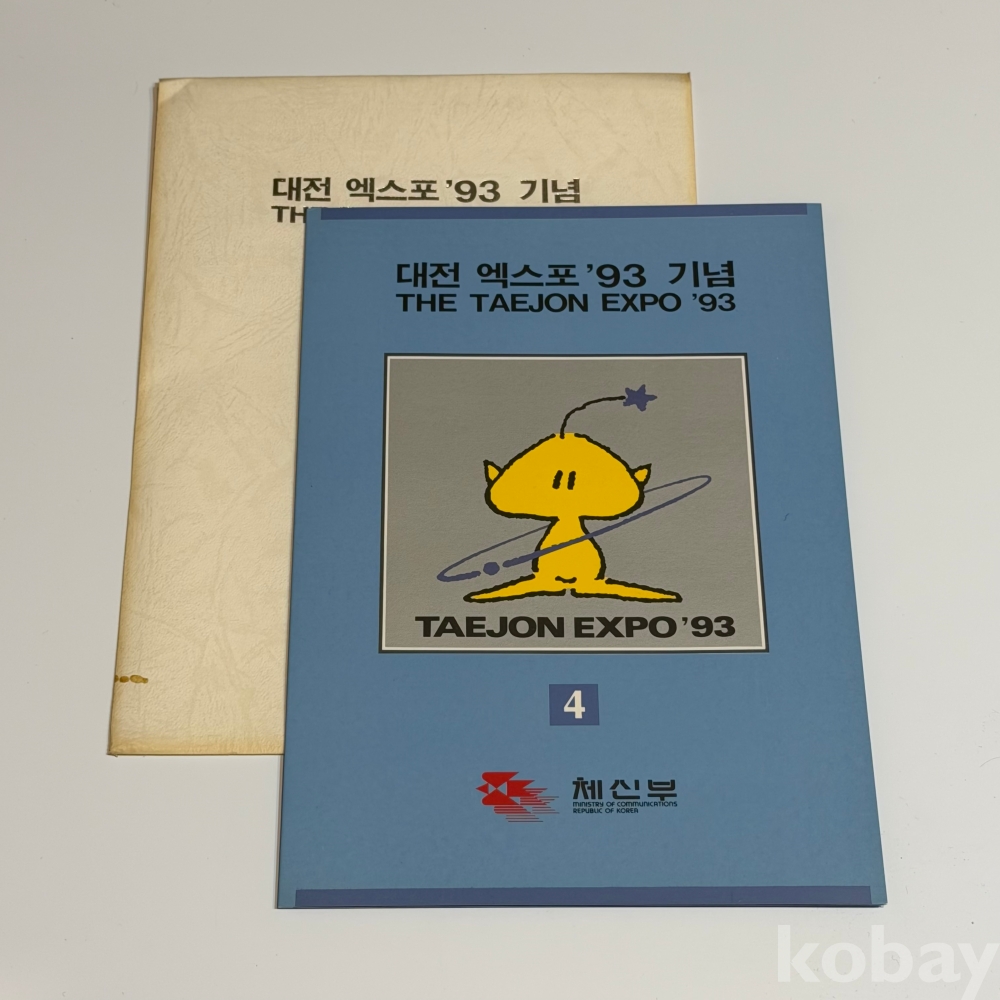 대전 엑스포 '93 기념
TH
대전 엑스포 '93 기념
THE TAEJON EXPO '93
TAEJON EXPO '93
4
체신부
MINISTRY OF COMMUNICATIONS
REPUBLIC OF KOREA
kobay